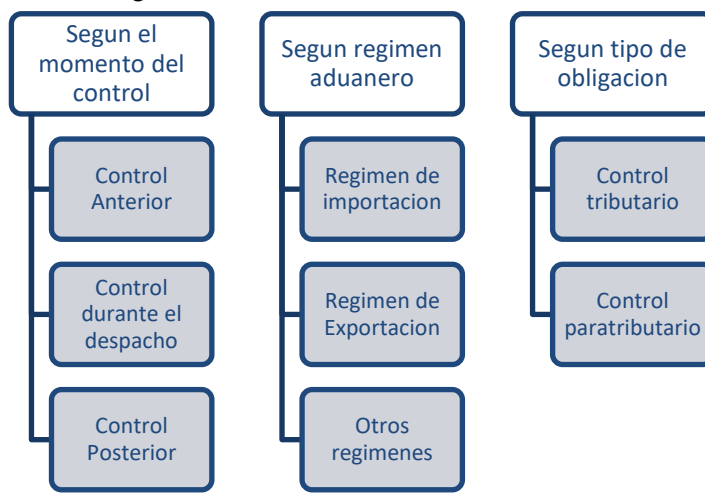 Segun el
momento del
control
Control
Anterior
Control
durante el
despacho
Control
Posterior
Segun regimen
aduanero
Regimen de
importacion
Regimen de
Exportacion
Otros
regimenes
Segun tipo de
obligacion
Control
tributario
Control
paratributario